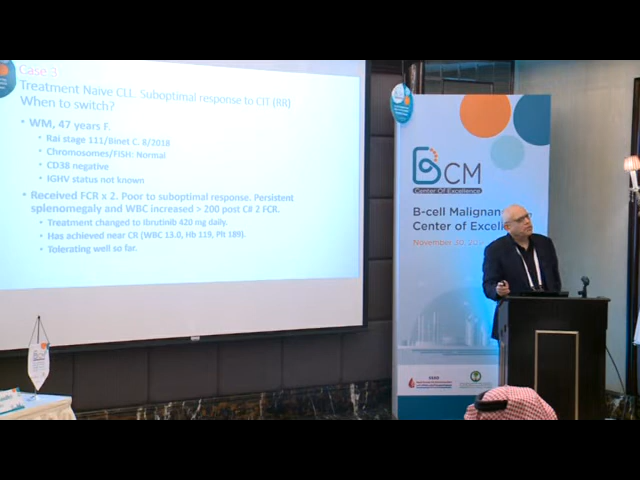 Case 3
Treatment Naive CLL. Suboptimal response to CIT (RB)
When to switch?
• WM, 47 years F.
• Rai stage 111/Binet C. 8/2018
• Chromosomes/FISH: Normal
• CD38 negative
• IGHV status not known
• Received FCR x 2. Poor to suboptimal response. Persistent
splenomegaly and WBC increased > 200 post C# 2 FCR.
• Treatment changed to Ibrutinib 420 mg daily.
• Has achieved near CR (WBC 13.0, Hb 119, Plt 189).
• Tolerating well so far.
BCM
Center Of Excellence
B-cell Malignan
Center of Excelle
November 30, 20